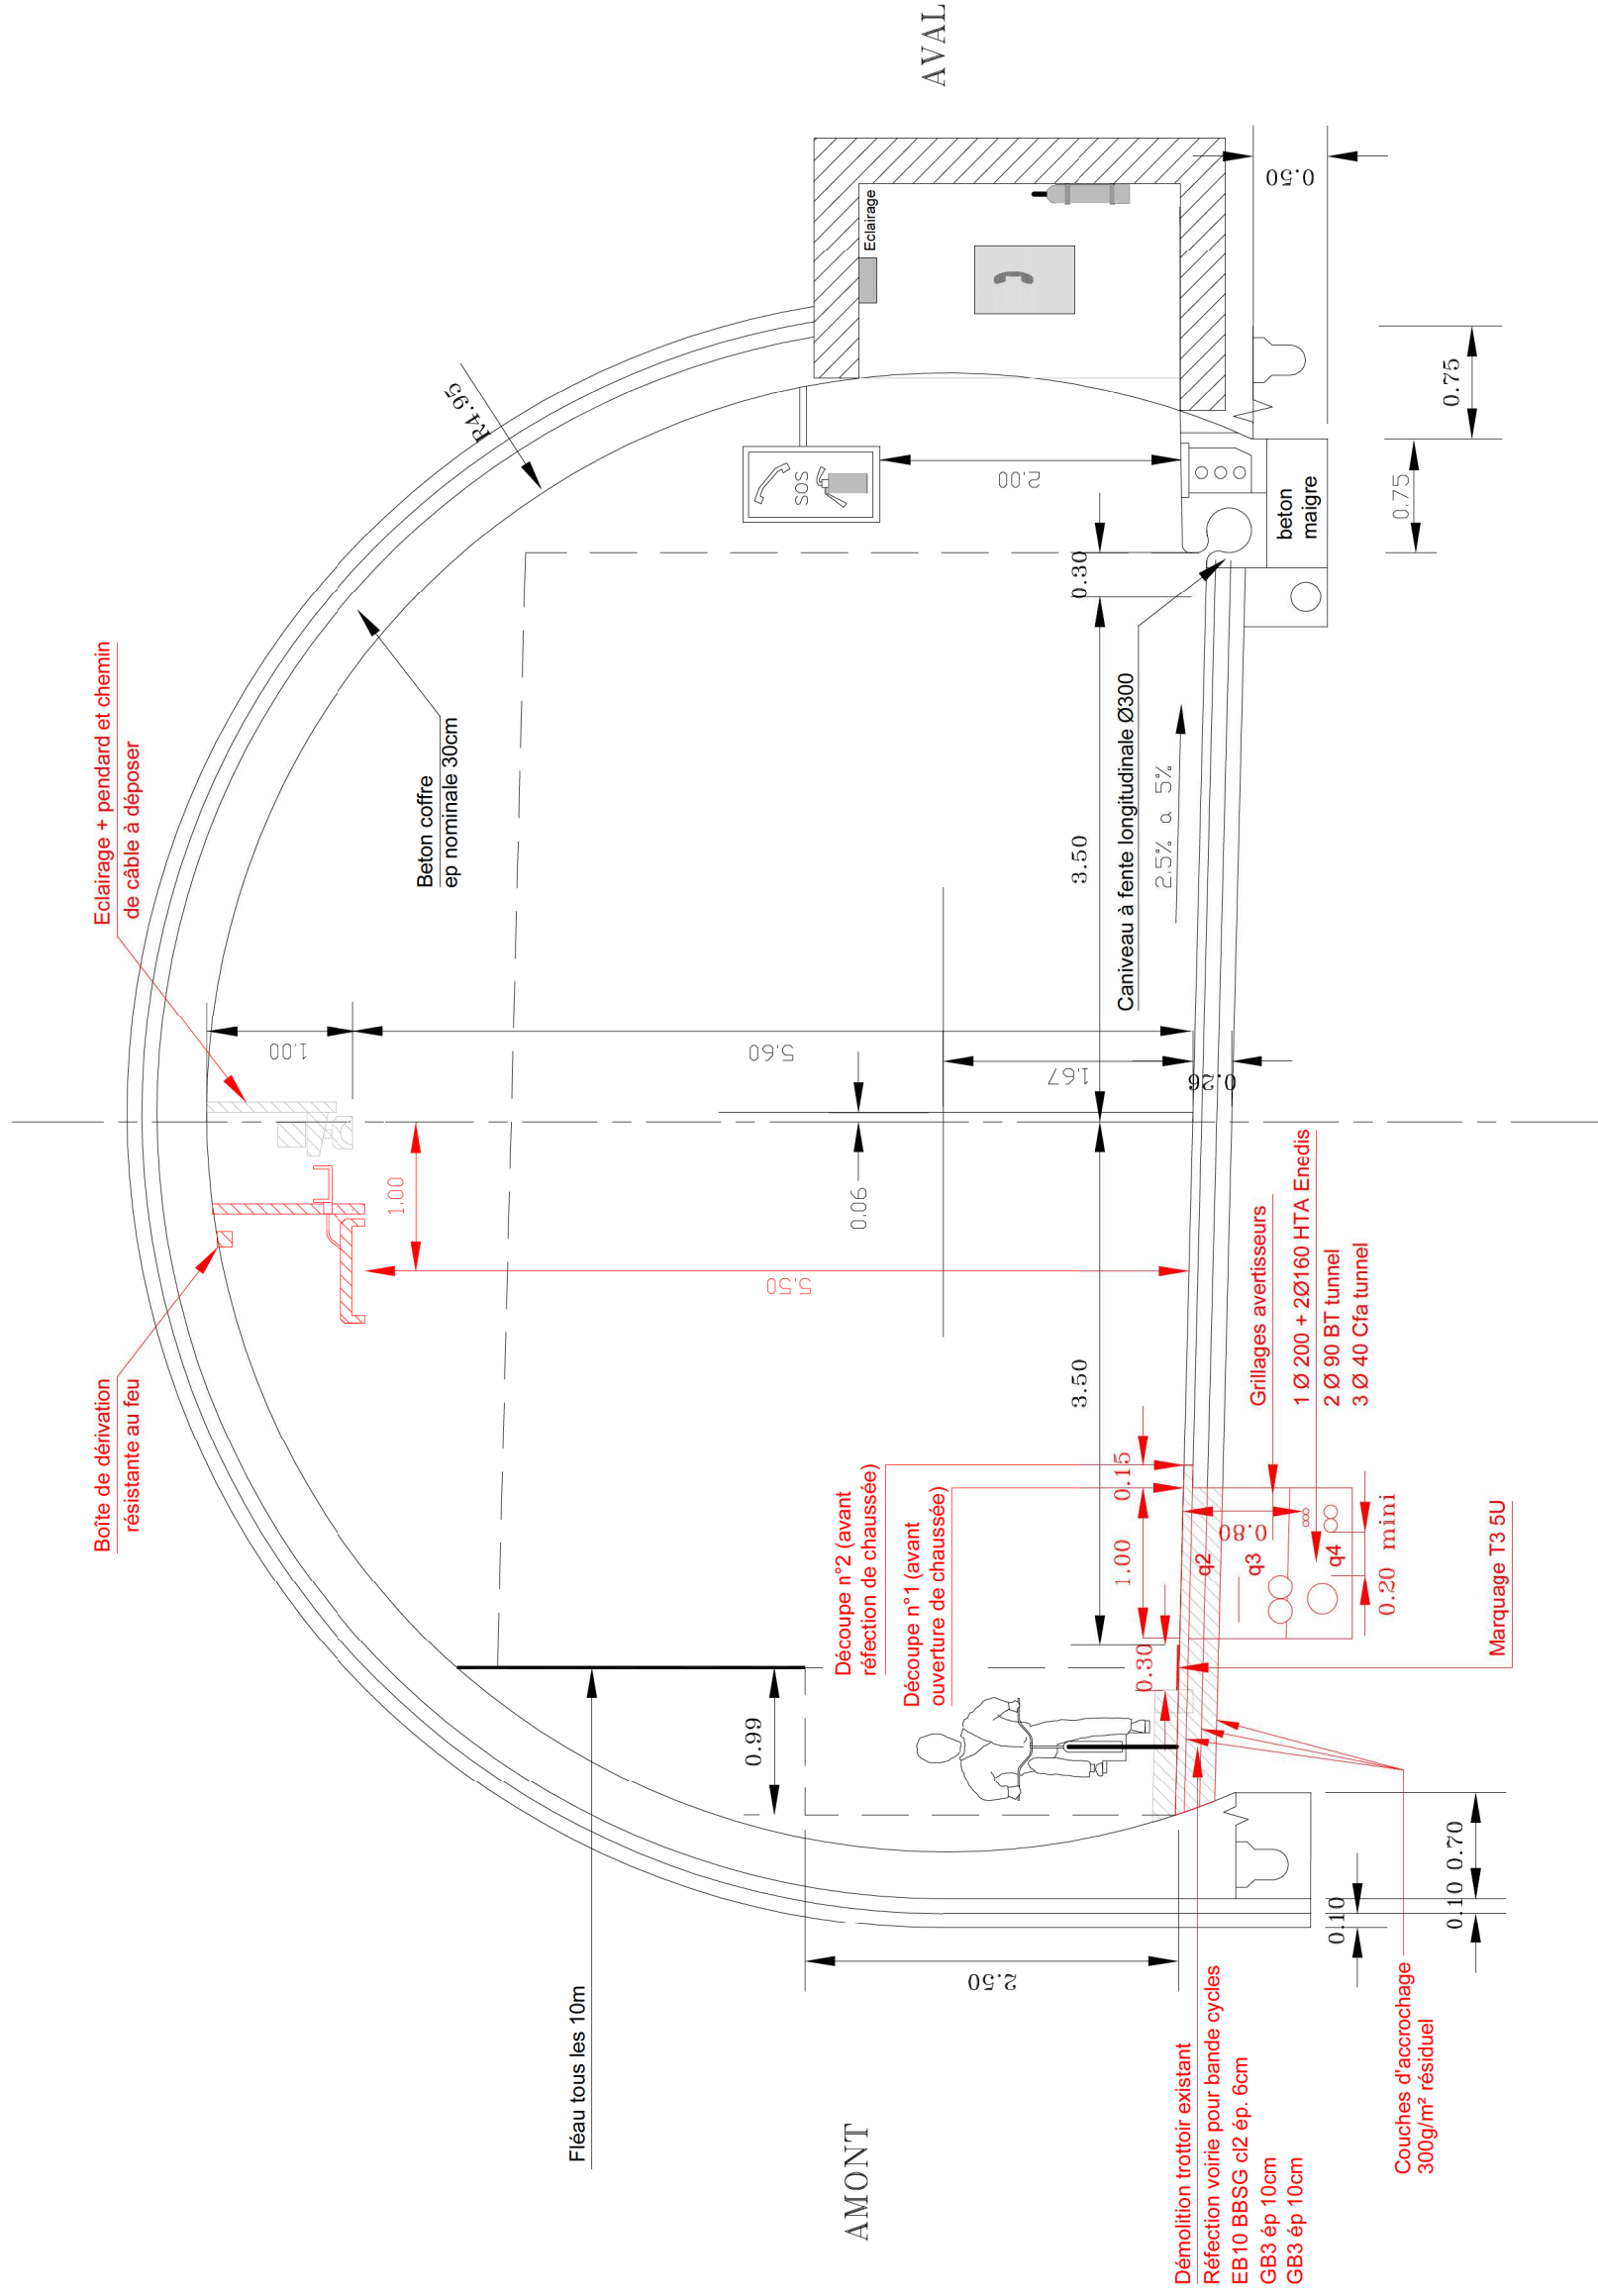 AMONT
AVAL
Boîte de dérivation
résistante au feu
Eclairage + pendard et chemin
de câble à déposer
Beton coffre
ep nominale 30cm
R4.95
Eclairage
SOS
1.00
1.00
5.60
5.50
1.67
0.06
0.26
2.00
0.30
3.50
3.50
2.5% a 5%
Caniveau à fente longitudinale Ø300
beton
maigre
0.50
0.75
0.75
Fléau tous les 10m
0.99
2.50
Découpe n°2 (avant
réfection de chaussée)
Découpe n°1 (avant
ouverture de chaussée)
0.15
1.00
0.30
0.80
q2
q3
q4
0.20 mini
Grillages avertisseurs
1 Ø 200 + 2Ø160 HTA Enedis
2 Ø 90 BT tunnel
3 Ø 40 Cfa tunnel
Marquage T3 5U
0.10
0.10 0.70
Démolition trottoir existant
Réfection voirie pour bande cycles
EB10 BBSG cl2 ép. 6cm
GB3 ép 10cm
GB3 ép 10cm
Couches d'accrochage
300g/m² résiduel